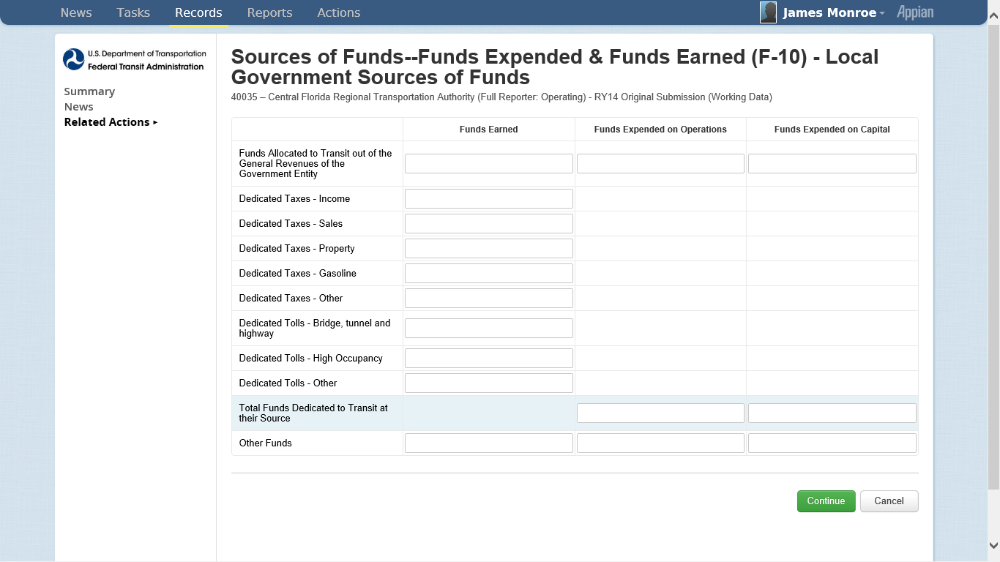 News Tasks Records Reports Actions James Monroe Appian
U.S. Department of Transportation
Federal Transit Administration
Summary
News
Related Actions
Sources of Funds--Funds Expended & Funds Earned (F-10) - Local
Government Sources of Funds
40035 – Central Florida Regional Transportation Authority (Full Reporter: Operating) - RY14 Original Submission (Working Data)
Funds Earned Funds Expended on Operations Funds Expended on Capital
Funds Allocated to Transit out of the
General Revenues of the
Government Entity
Dedicated Taxes - Income
Dedicated Taxes - Sales
Dedicated Taxes - Property
Dedicated Taxes - Gasoline
Dedicated Taxes - Other
Dedicated Tolls - Bridge, tunnel and
highway
Dedicated Tolls - High Occupancy
Dedicated Tolls - Other
Total Funds Dedicated to Transit at
their Source
Other Funds
Continue Cancel